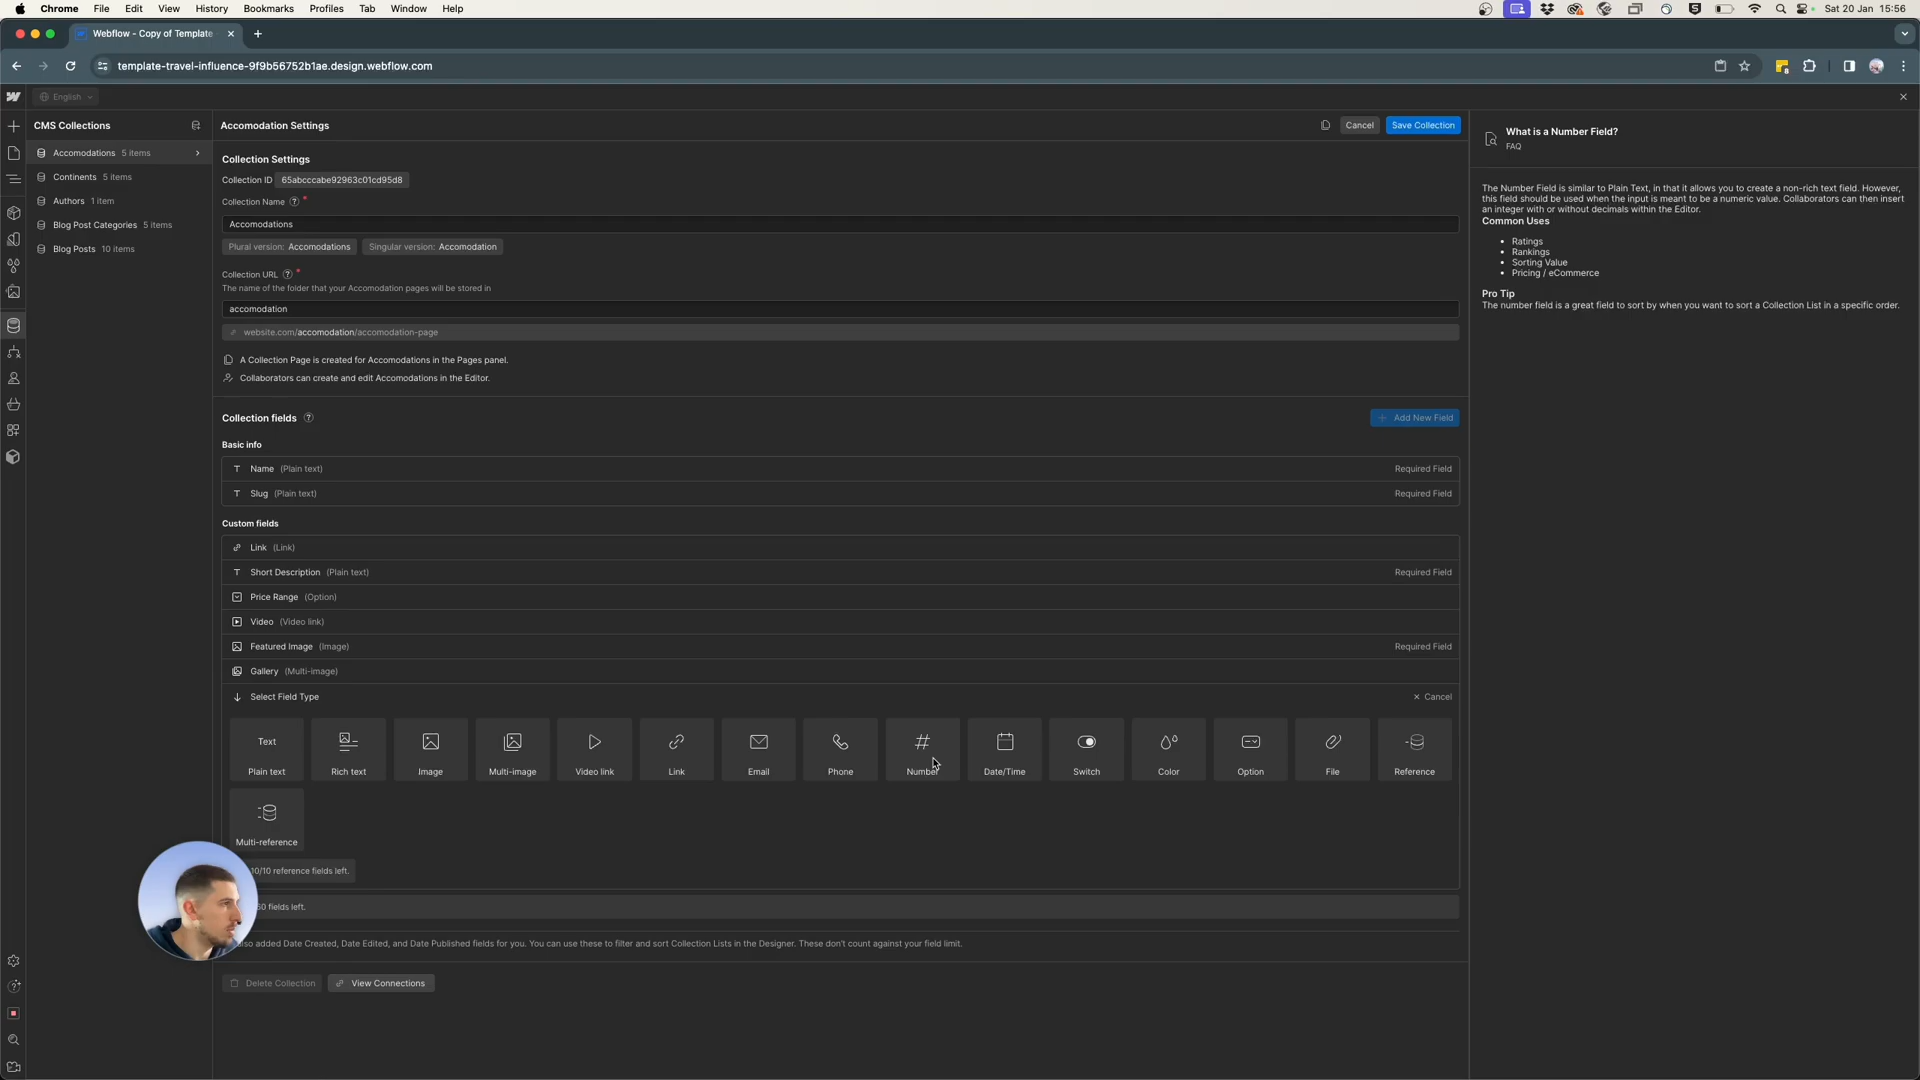 Chrome File Edit View History Bookmarks Profiles Tab Window Help
Sat 20 Jan 15:56
Webflow - Copy of Template
template-travel-influence-9f9b56752b1ae.design.webflow.com
English
CMS Collections
Accomodations 5 items
Continents 5 items
Authors 1 item
Blog Post Categories 5 items
Blog Posts 10 items
Accomodation Settings
Cancel
Save Collection
Collection Settings
Collection ID 65abcccabe92963c01cd95d8
Collection Name ? *
Accomodations
Plural version: Accomodations Singular version: Accomodation
Collection URL ? *
The name of the folder that your Accomodation pages will be stored in
accomodation
website.com/accomodation/accomodation-page
A Collection Page is created for Accomodations in the Pages panel.
Collaborators can create and edit Accomodations in the Editor.
Collection fields ?
+ Add New Field
Basic info
T Name (Plain text) Required Field
T Slug (Plain text) Required Field
Custom fields
Link (Link)
T Short Description (Plain text) Required Field
Price Range (Option)
Video (Video link)
Featured Image (Image) Required Field
Gallery (Multi-image)
Select Field Type × Cancel
Text
Plain text Rich text Image Multi-image Video link Link Email Phone Number Date/Time Switch Color Option File Reference
Multi-reference
10/10 reference fields left.
60 fields left.
also added Date Created, Date Edited, and Date Published fields for you. You can use these to filter and sort Collection Lists in the Designer. These don't count against your field limit.
Delete Collection
View Connections
What is a Number Field?
FAQ
The Number Field is similar to Plain Text, in that it allows you to create a non-rich text field. However,
this field should be used when the input is meant to be a numeric value. Collaborators can then insert
an integer with or without decimals within the Editor.
Common Uses
• Ratings
• Rankings
• Sorting Value
• Pricing / eCommerce
Pro Tip
The number field is a great field to sort by when you want to sort a Collection List in a specific order.